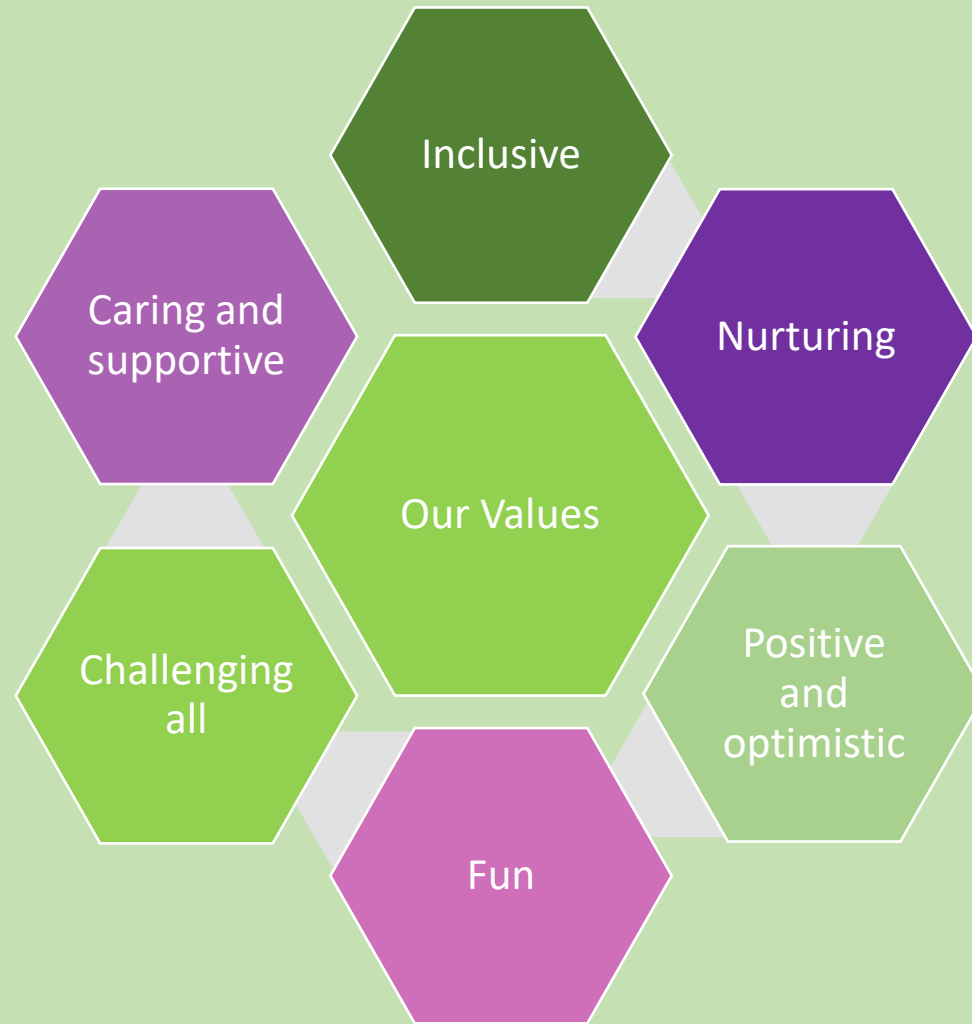 Inclusive
Nurturing
Positive
and
optimistic
Fun
Challenging
all
Caring and
supportive
Our Values